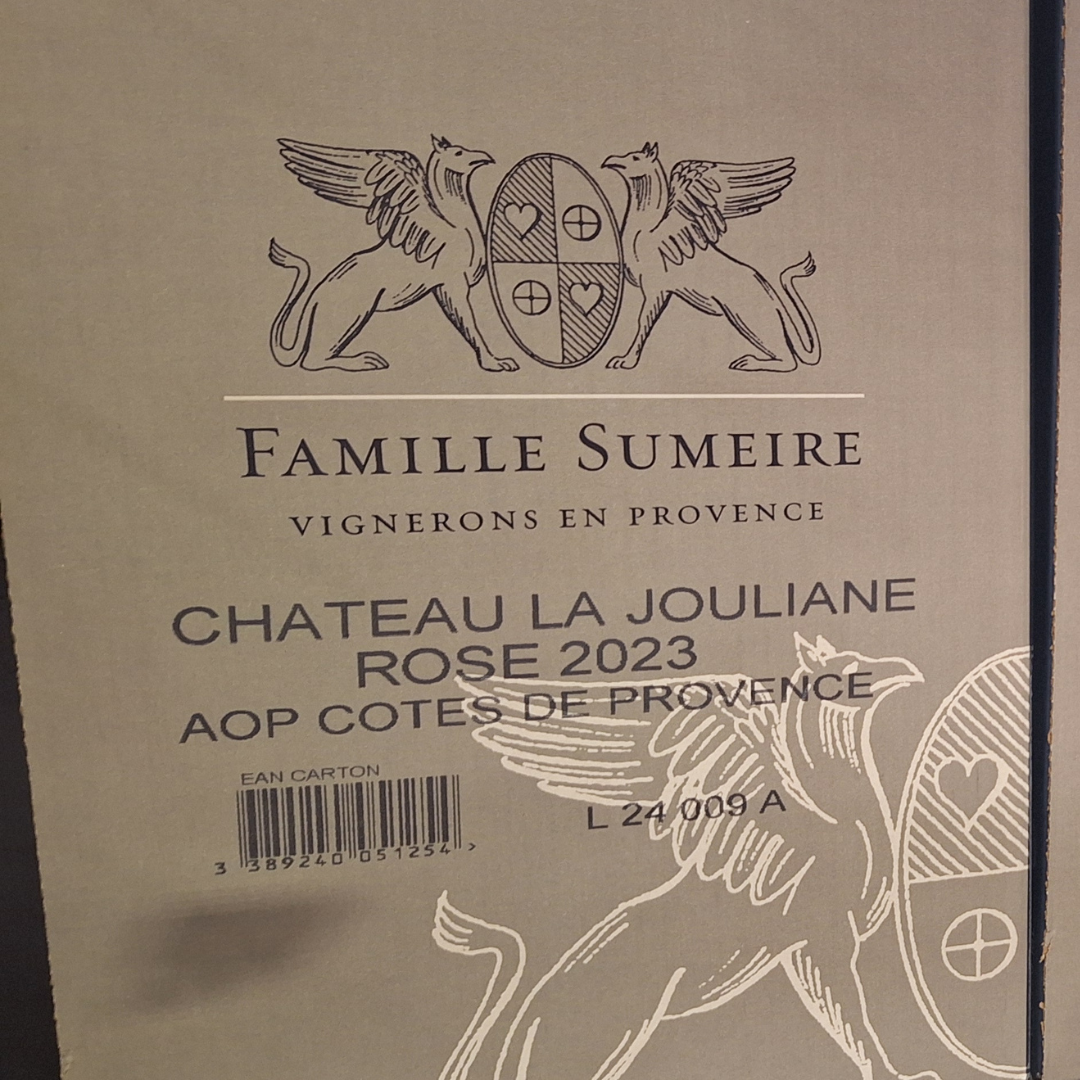 FAMILLE SUMEIRE
VIGNERONS EN PROVENCE
CHATEAU LA JOULIANE
ROSE 2023
AOP COTES DE PROVENCE
EAN CARTON
L 24 009 A
3 389240 051254 >